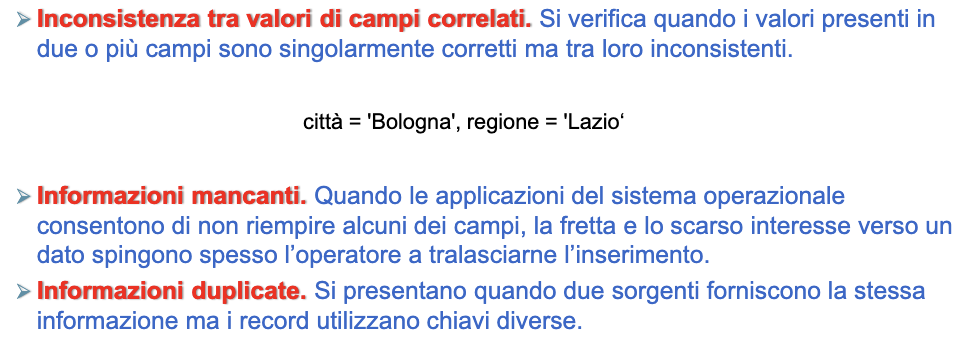 ➢ Inconsistenza tra valori di campi correlati. Si verifica quando i valori presenti in
due o più campi sono singolarmente corretti ma tra loro inconsistenti.
città = 'Bologna', regione = 'Lazio‘
➢ Informazioni mancanti. Quando le applicazioni del sistema operazionale
consentono di non riempire alcuni dei campi, la fretta e lo scarso interesse verso un
dato spingono spesso l’operatore a tralasciarne l’inserimento.
➢ Informazioni duplicate. Si presentano quando due sorgenti forniscono la stessa
informazione ma i record utilizzano chiavi diverse.